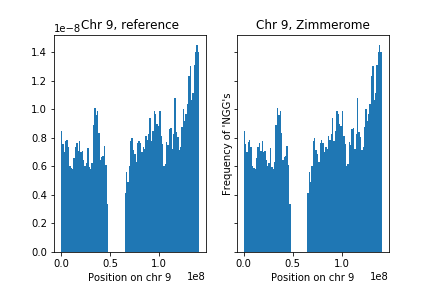 Chr 9, reference
Chr 9, Zimmerome
1e−8
1.4
1.2
1.0
0.8
0.6
0.4
0.2
0.0
Frequency of 'NGG's
0.0 0.5 1.0
0.0 0.5 1.0
Position on chr 9 1e8
Position on chr 9 1e8